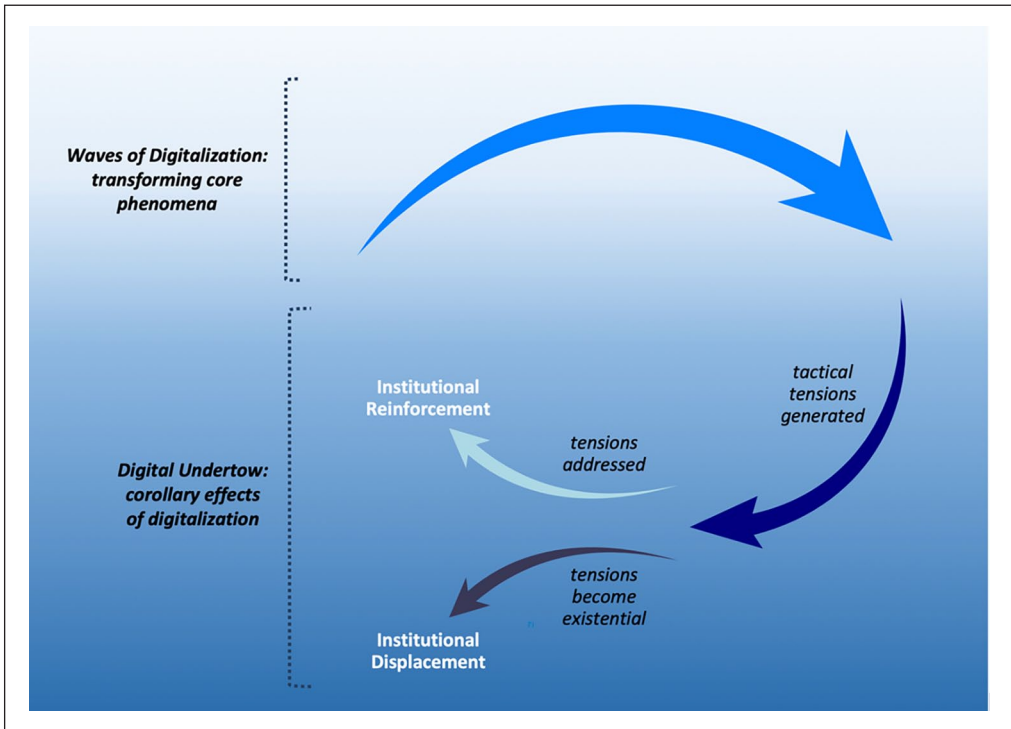 Waves of Digitalization:
transforming core
phenomena
tactical
tensions
generated
Institutional
Reinforcement
tensions
addressed
Digital Undertow:
corollary effects
of digitalization
tensions
become
existential
Institutional
Displacement